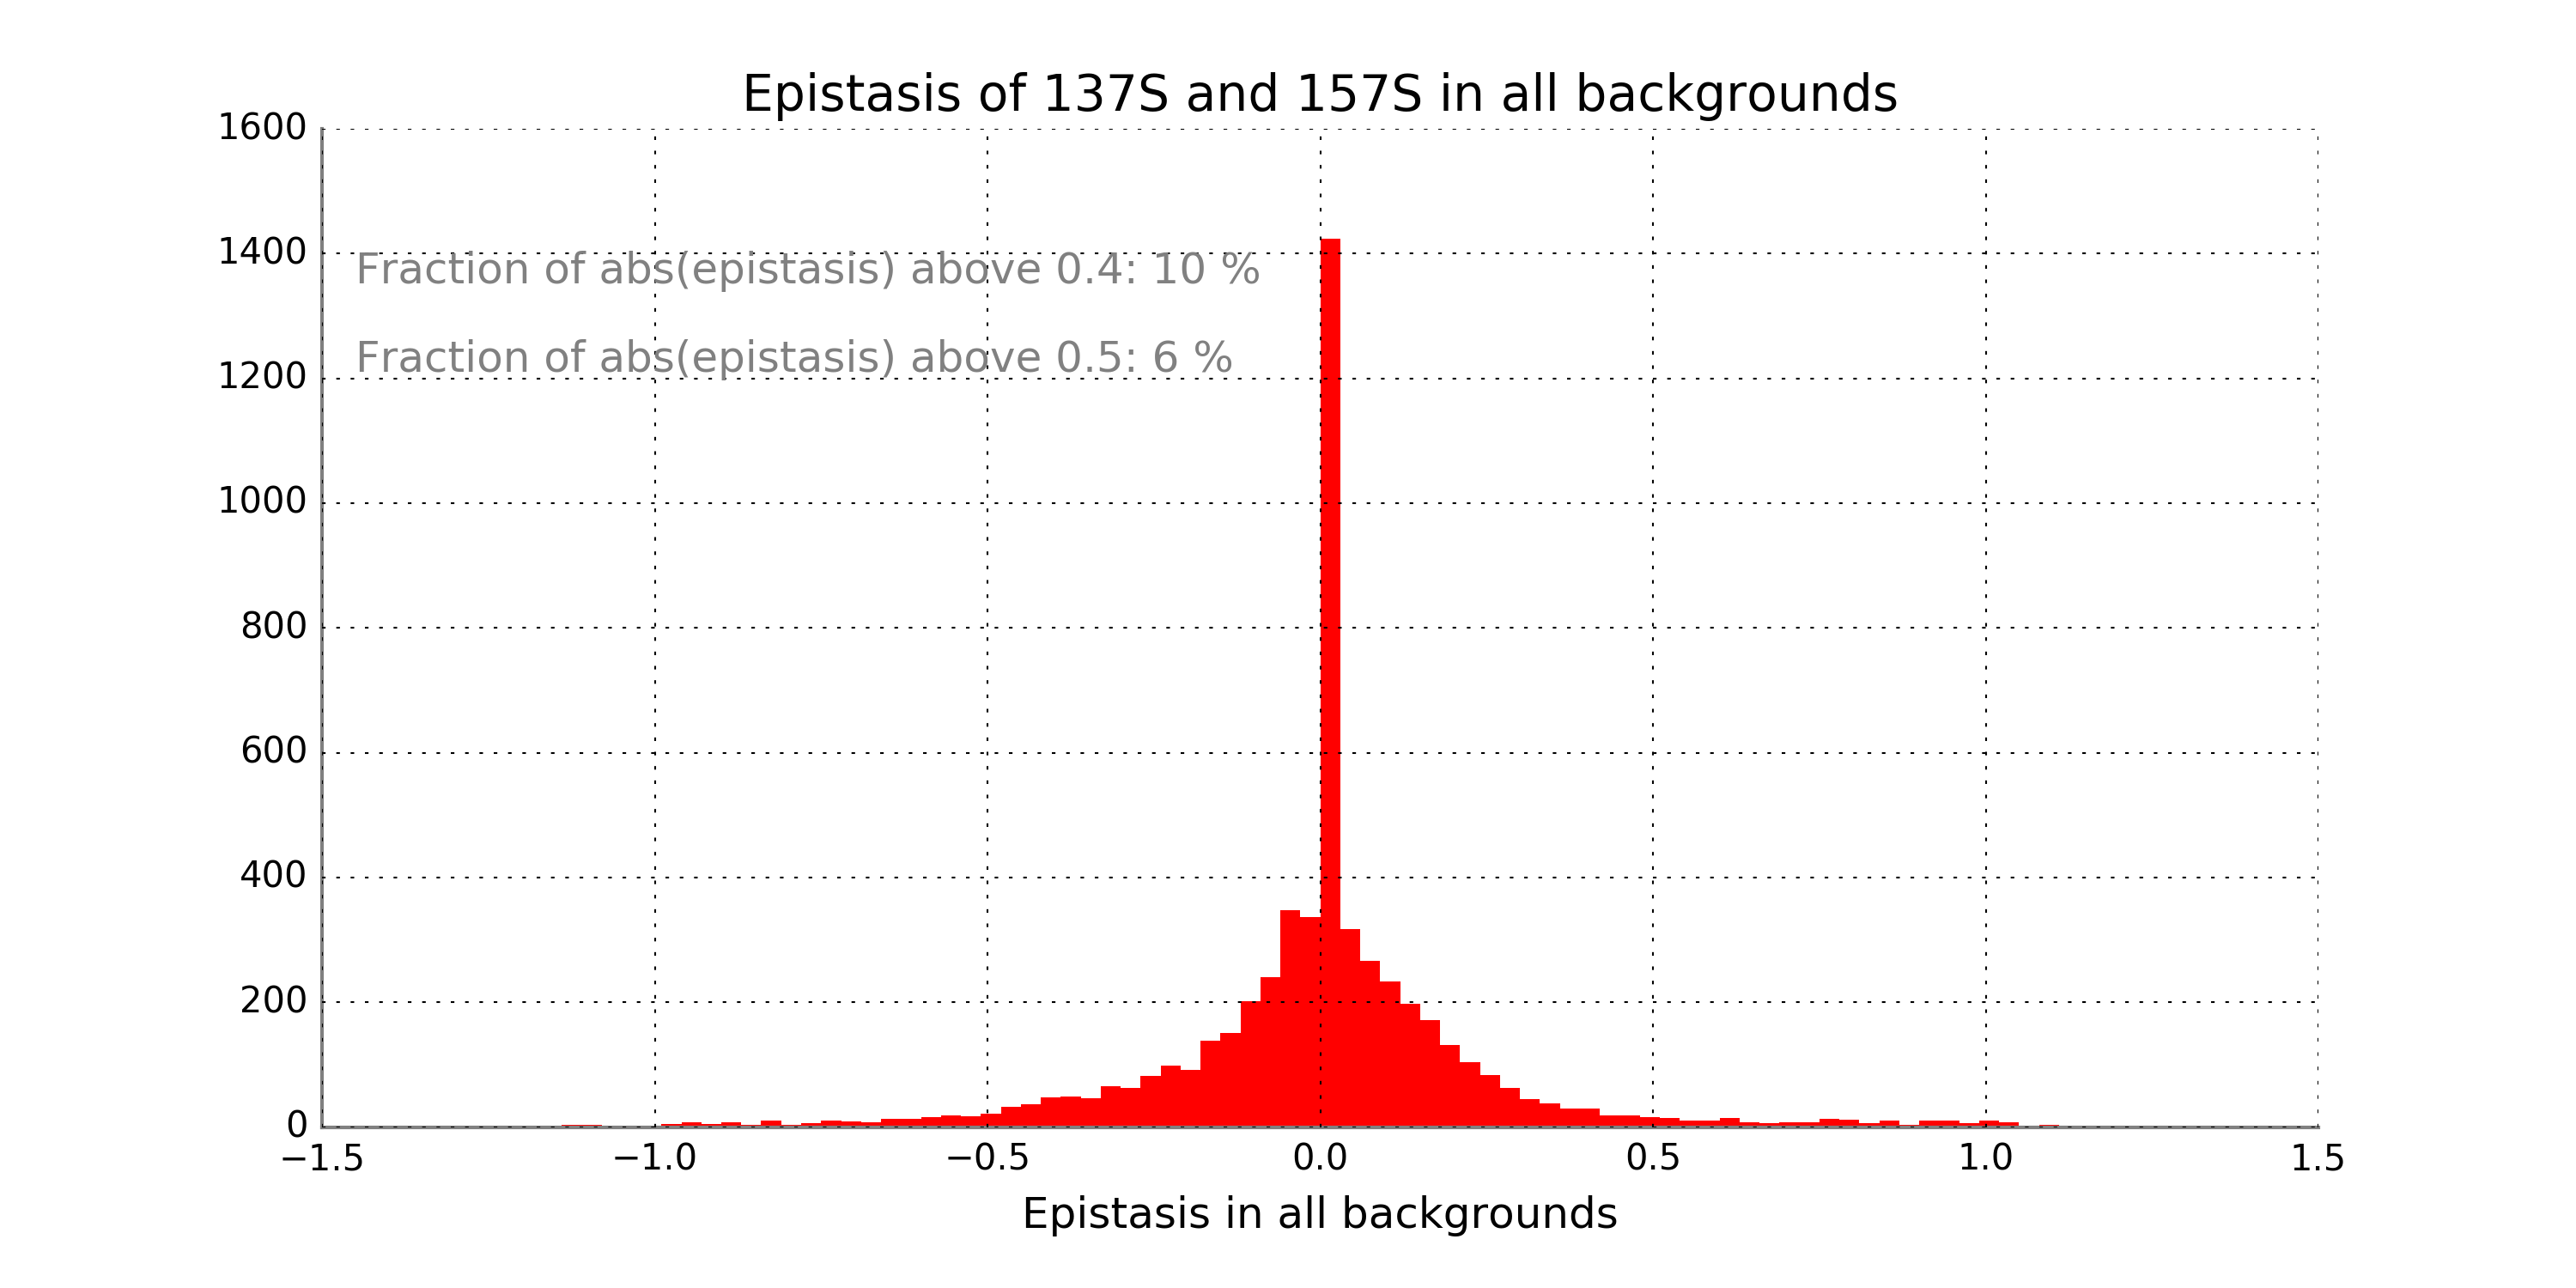 Epistasis of 137S and 157S in all backgrounds
1600
1400
Fraction of abs(epistasis) above 0.4: 10 %
Fraction of abs(epistasis) above 0.5: 6 %
1200
1000
800
600
400
200
0
−1.5 −1.0 −0.5 0.0 0.5 1.0 1.5
Epistasis in all backgrounds